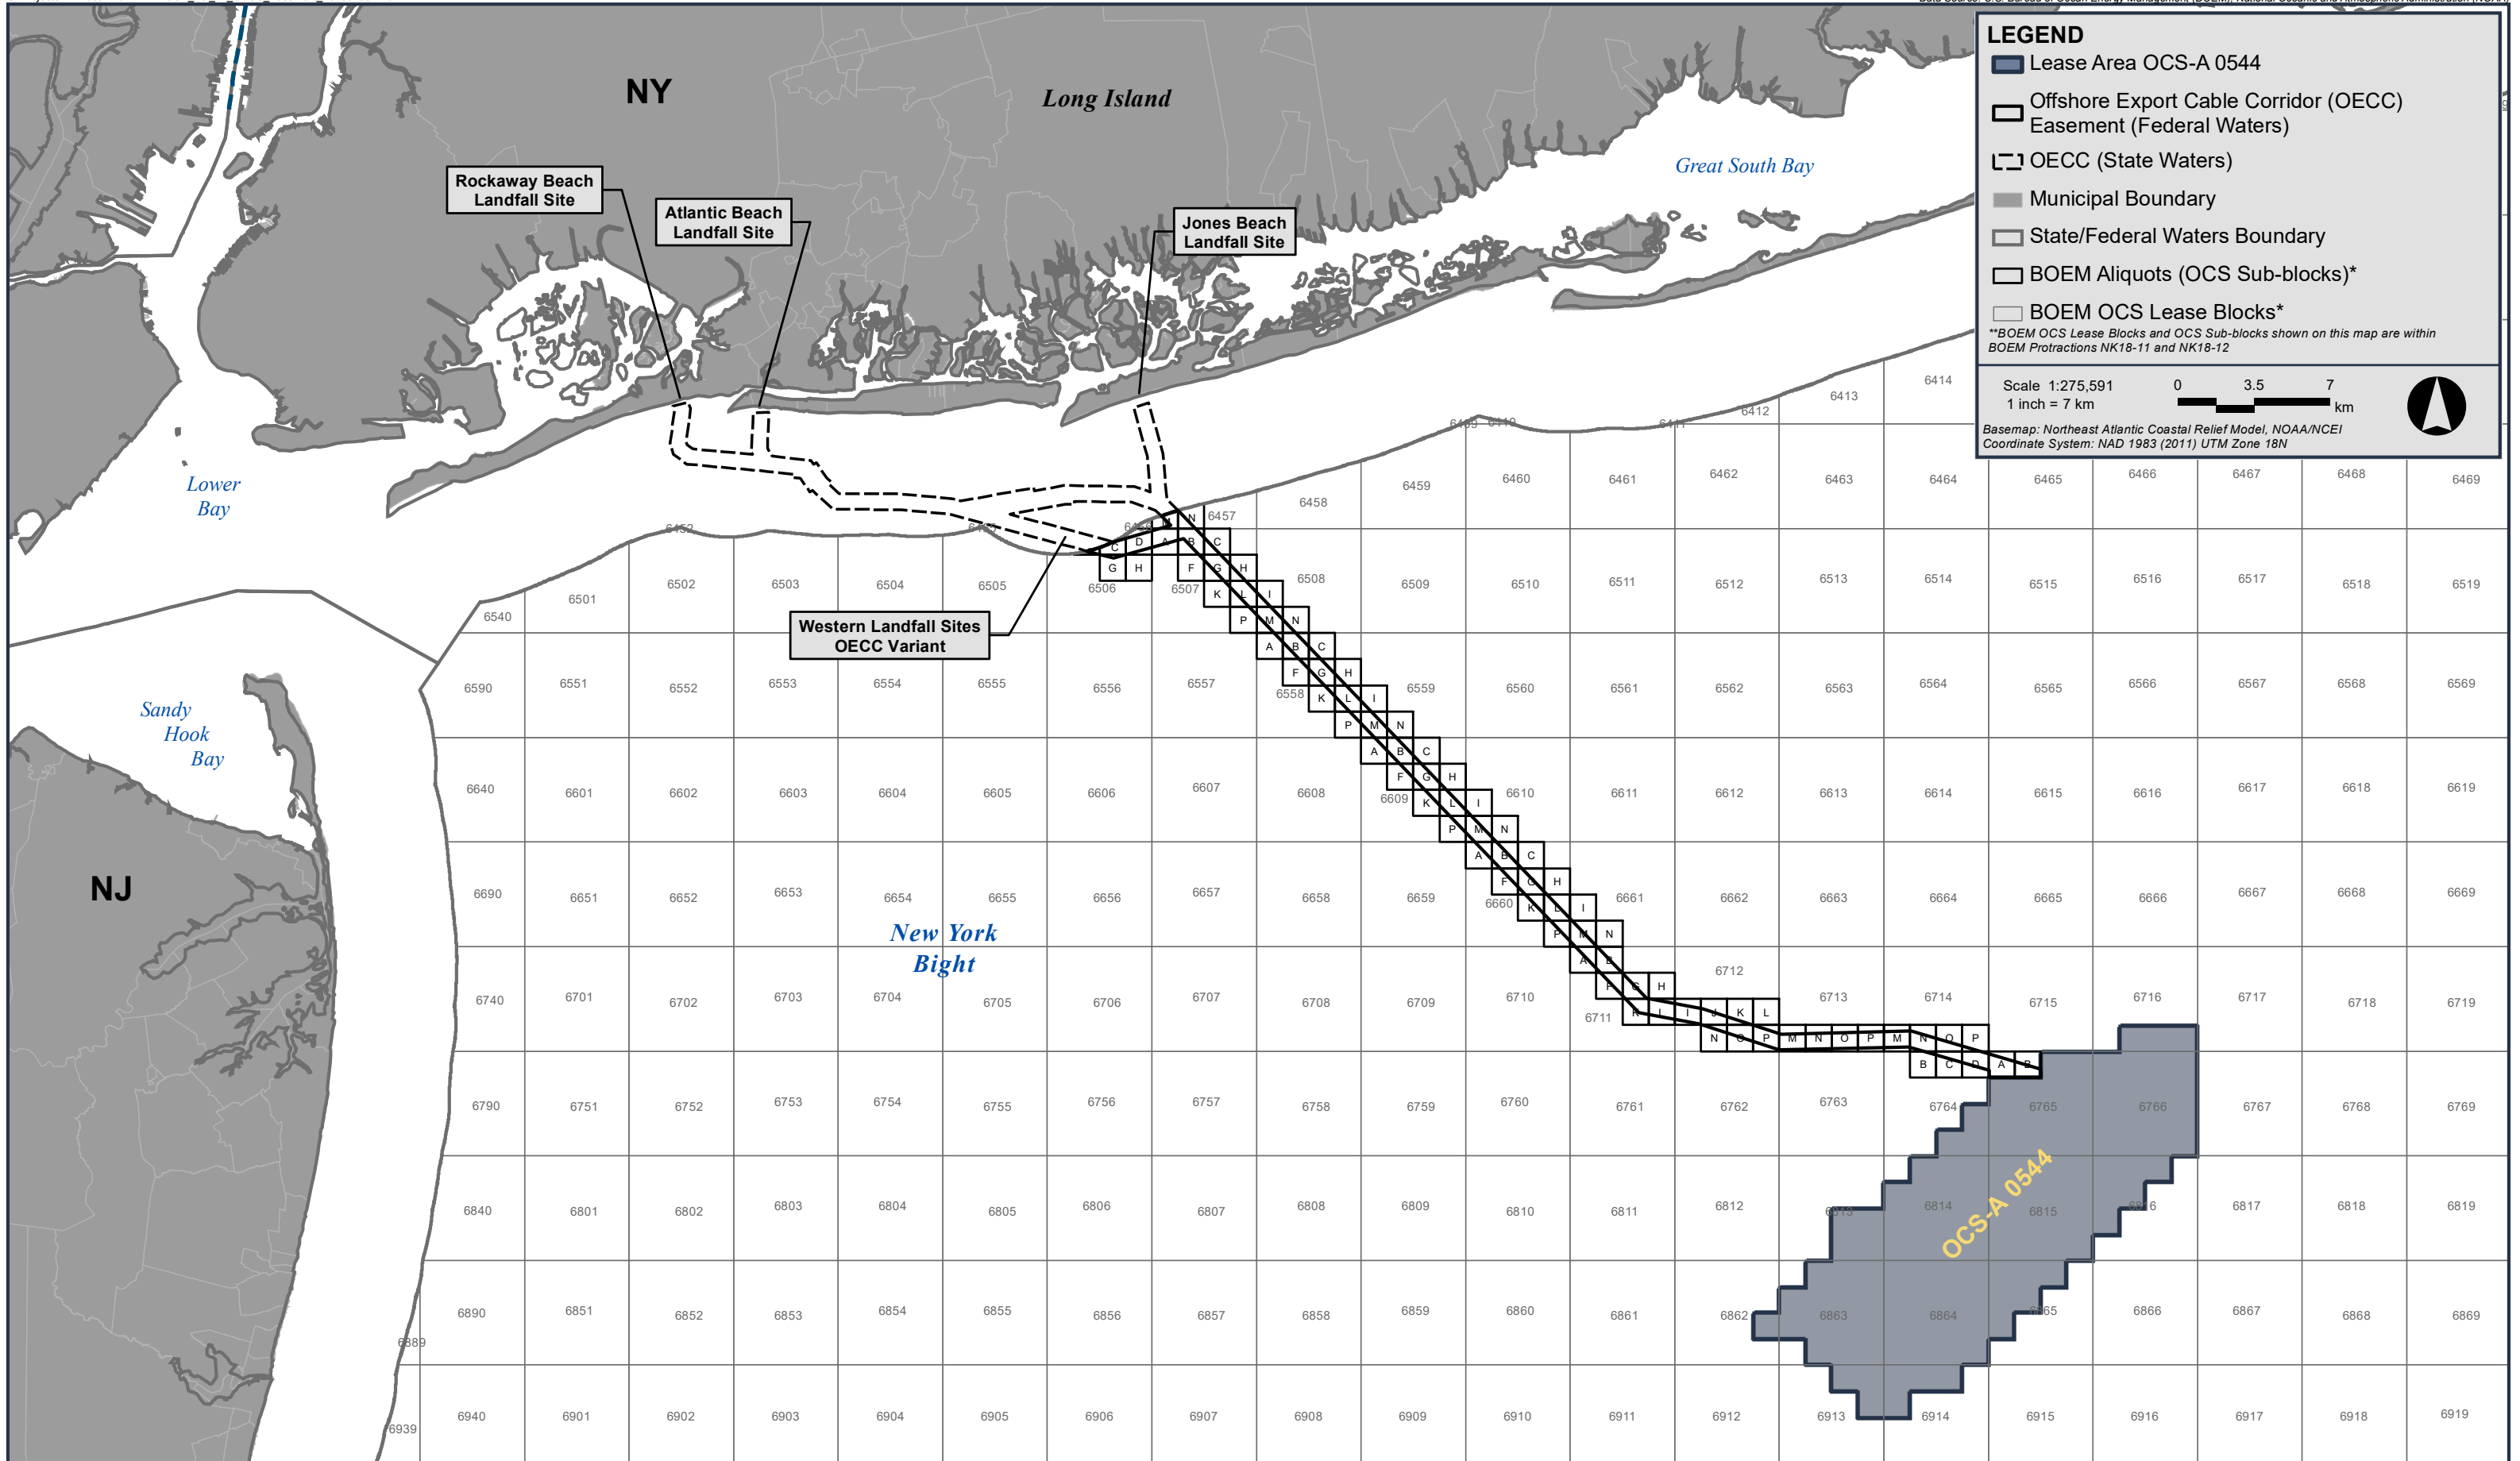 LEGEND
Lease Area OCS-A 0544
Offshore Export Cable Corridor (OECC)
Easement (Federal Waters)
OECC (State Waters)
Municipal Boundary
State/Federal Waters Boundary
BOEM Aliquots (OCS Sub-blocks)*
BOEM OCS Lease Blocks*
**BOEM OCS Lease Blocks and OCS Sub-blocks shown on this map are within
BOEM Protractions NK18-11 and NK18-12
Scale 1:275,591
1 inch = 7 km
0 3.5 7
km
Basemap: Northeast Atlantic Coastal Relief Model, NOAA/NCEI
Coordinate System: NAD 1983 (2011) UTM Zone 18N
NY
Long Island
Great South Bay
Rockaway Beach
Landfall Site
Atlantic Beach
Landfall Site
Jones Beach
Landfall Site
Lower
Bay
Western Landfall Sites
OECC Variant
Sandy
Hook
Bay
NJ
New York
Bight
OCS-A 0544
6414
6413
6412
6459 6460 6461 6462 6463 6464 6465 6466 6467 6468 6469
6458
6457
N
C D A B C
G H F G H
6540 6501 6502 6503 6504 6505 6506 6507 6508 6509 6510 6511 6512 6513 6514 6515 6516 6517 6518 6519
K L I
P M N
A B C
F G H
6590 6551 6552 6553 6554 6555 6556 6557 6558 6559 6560 6561 6562 6563 6564 6565 6566 6567 6568 6569
K L I
P M N
A B C
F G H
6640 6601 6602 6603 6604 6605 6606 6607 6608 6609 6610 6611 6612 6613 6614 6615 6616 6617 6618 6619
K L I
P M N
A B C
F G H
6690 6651 6652 6653 6654 6655 6656 6657 6658 6659 6660 6661 6662 6663 6664 6665 6666 6667 6668 6669
K L I
P M N
A B
F G H
6740 6701 6702 6703 6704 6705 6706 6707 6708 6709 6710 6711 6712 6713 6714 6715 6716 6717 6718 6719
K L I J K L
N O P M N O P M N O P
B C D A B
6790 6751 6752 6753 6754 6755 6756 6757 6758 6759 6760 6761 6762 6763 6764 6765 6766 6767 6768 6769
6840 6801 6802 6803 6804 6805 6806 6807 6808 6809 6810 6811 6812 6813 6814 6815 6816 6817 6818 6819
6889 6890 6851 6852 6853 6854 6855 6856 6857 6858 6859 6860 6861 6862 6863 6864 6865 6866 6867 6868 6869
6939 6940 6901 6902 6903 6904 6905 6906 6907 6908 6909 6910 6911 6912 6913 6914 6915 6916 6917 6918 6919